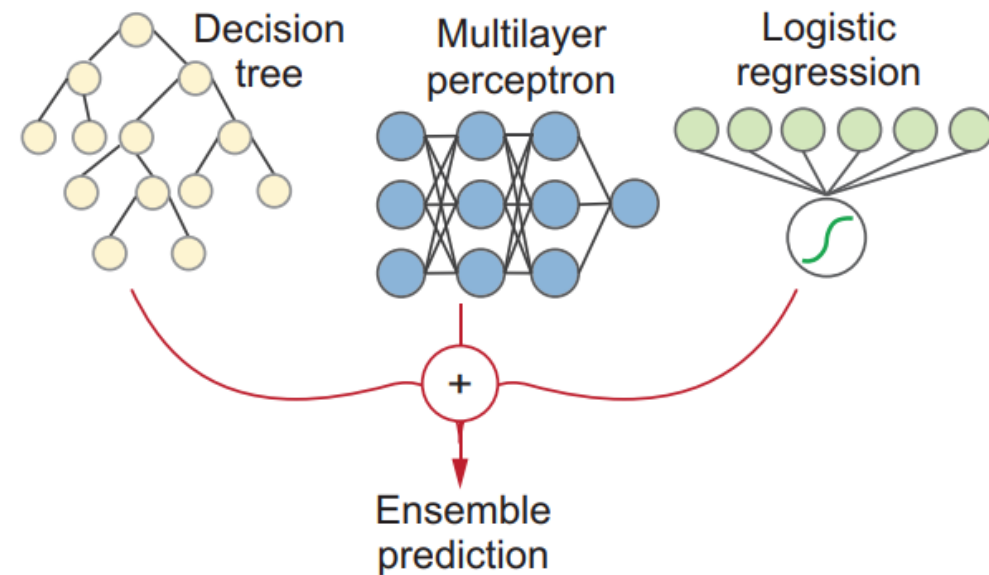 Decision
tree
Multilayer
perceptron
Logistic
regression
+
Ensemble
prediction